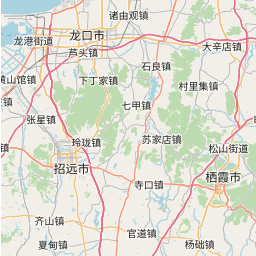 诸由观镇
龙港街道
龙口市
大辛店镇
芦头镇
石良镇
黄山馆镇
下丁家镇
村里集镇
七甲镇
张星镇
玲珑镇
苏家店镇
松山街道
招远市
栖霞市
寺口镇
齐山镇
官道镇
夏甸镇
杨础镇